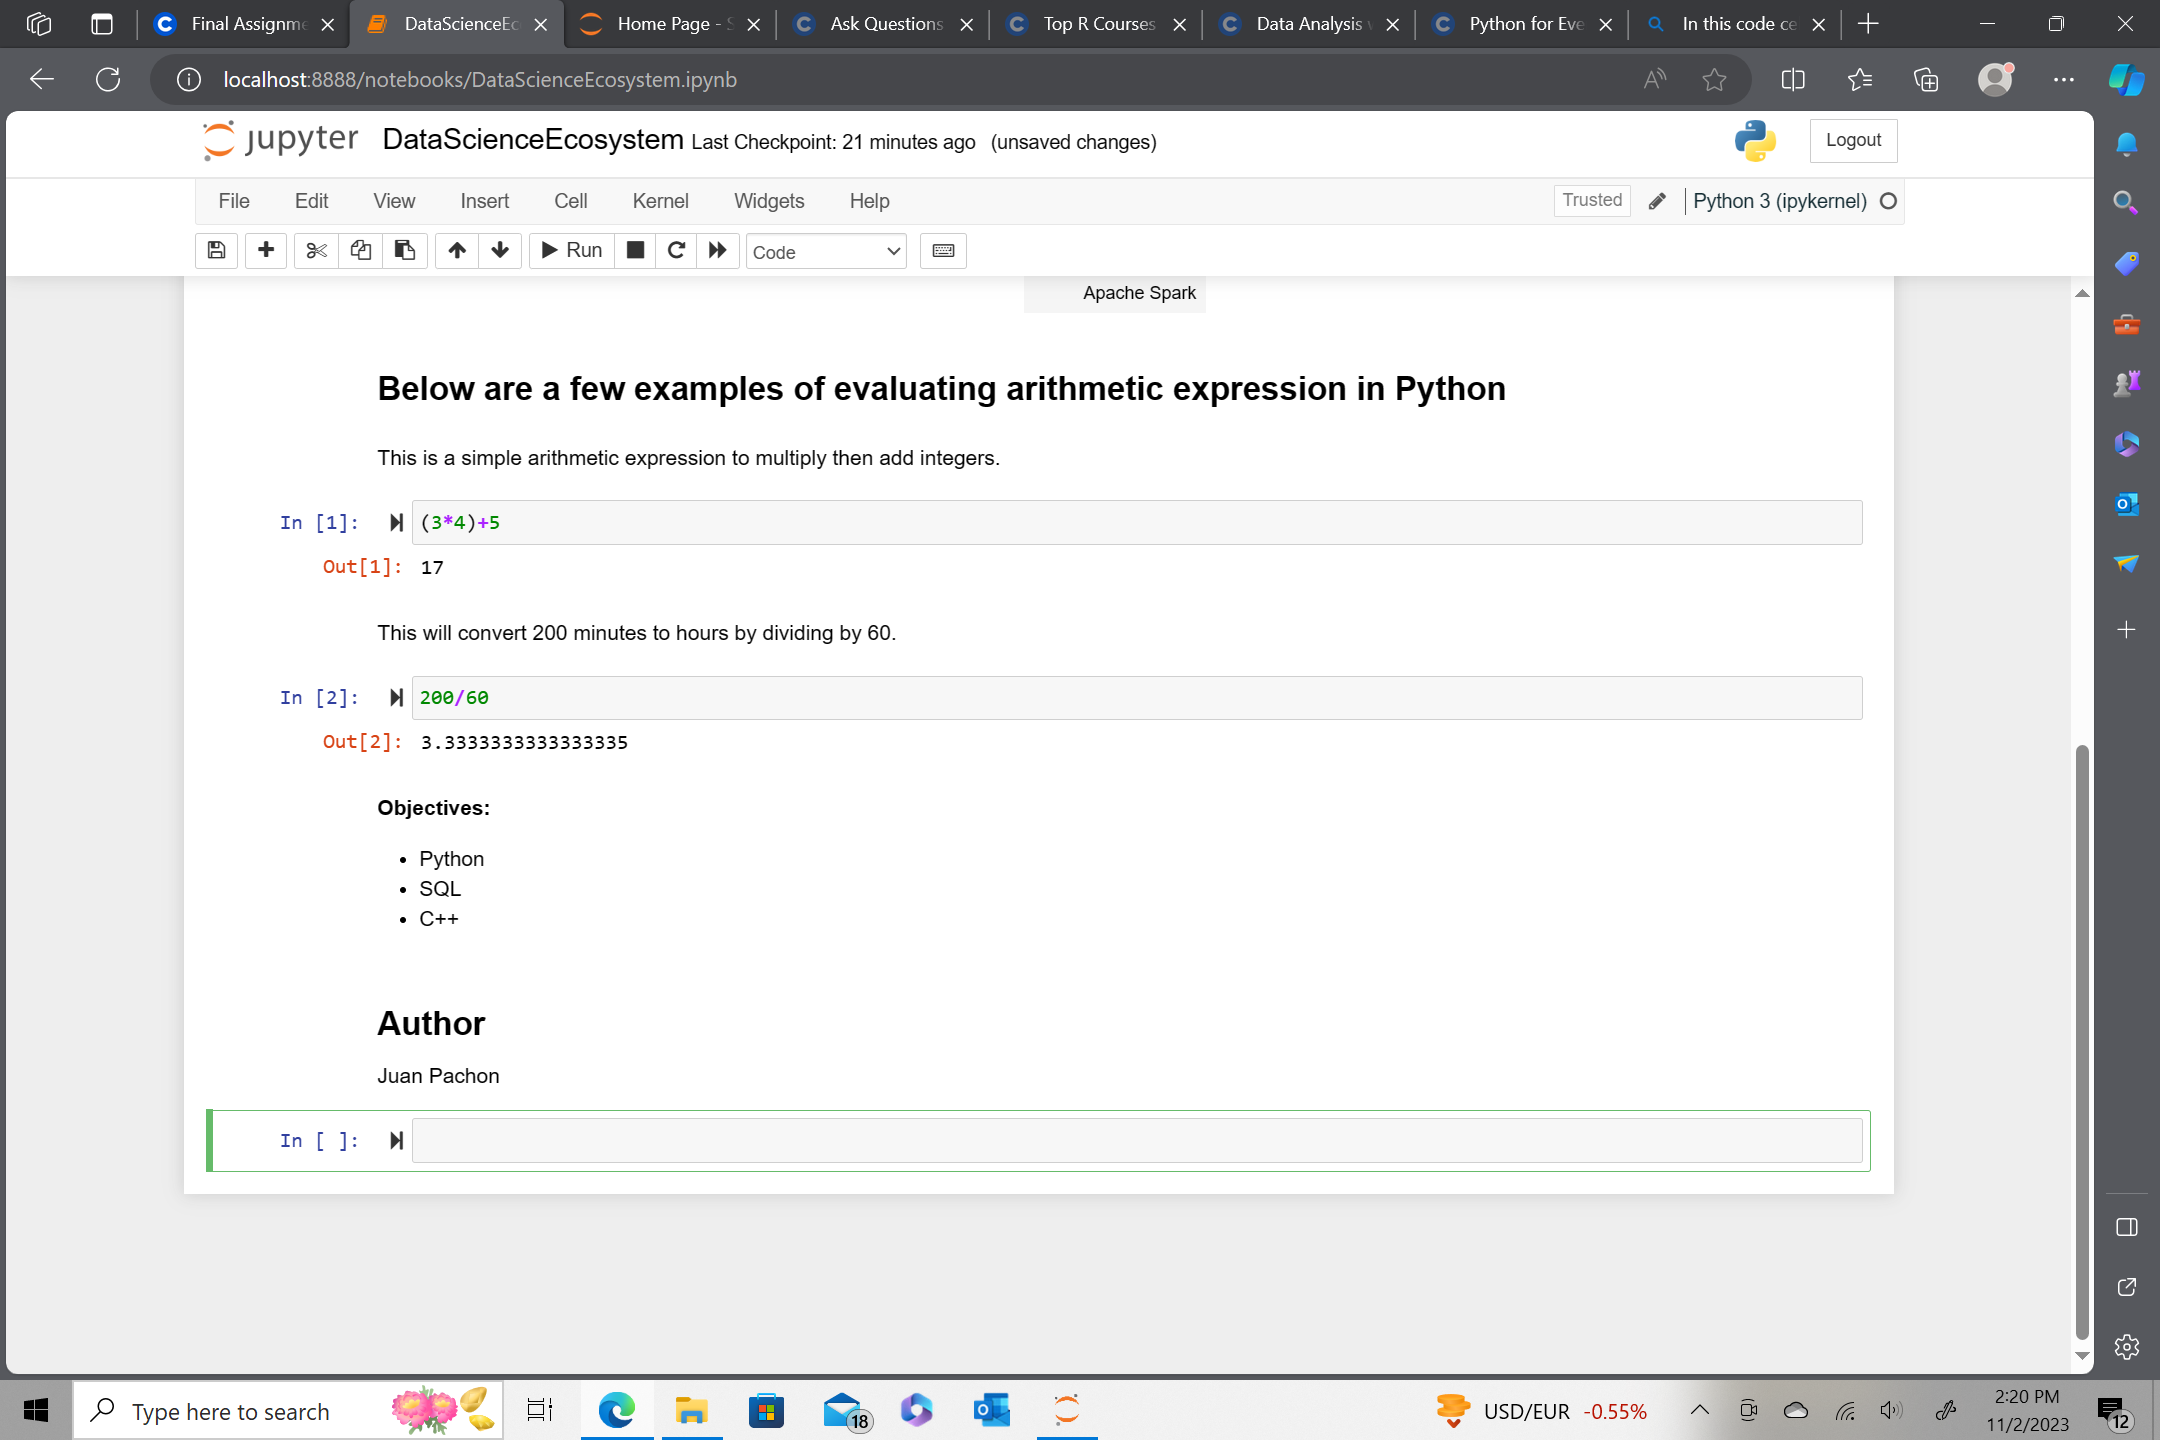 Final Assignme
DataScienceEc
Home Page - S
Ask Questions
Top R Courses
Data Analysis
Python for Eve
In this code ce
localhost:8888/notebooks/DataScienceEcosystem.ipynb
jupyter DataScienceEcosystem Last Checkpoint: 21 minutes ago (unsaved changes)
Logout
File Edit View Insert Cell Kernel Widgets Help
Trusted
Python 3 (ipykernel)
Run
Code
Apache Spark
Below are a few examples of evaluating arithmetic expression in Python
This is a simple arithmetic expression to multiply then add integers.
In [1]: (3*4)+5
Out[1]: 17
This will convert 200 minutes to hours by dividing by 60.
In [2]: 200/60
Out[2]: 3.3333333333333335
Objectives:
• Python
• SQL
• C++
Author
Juan Pachon
In [ ]:
Type here to search
18
USD/EUR -0.55%
2:20 PM
11/2/2023
12